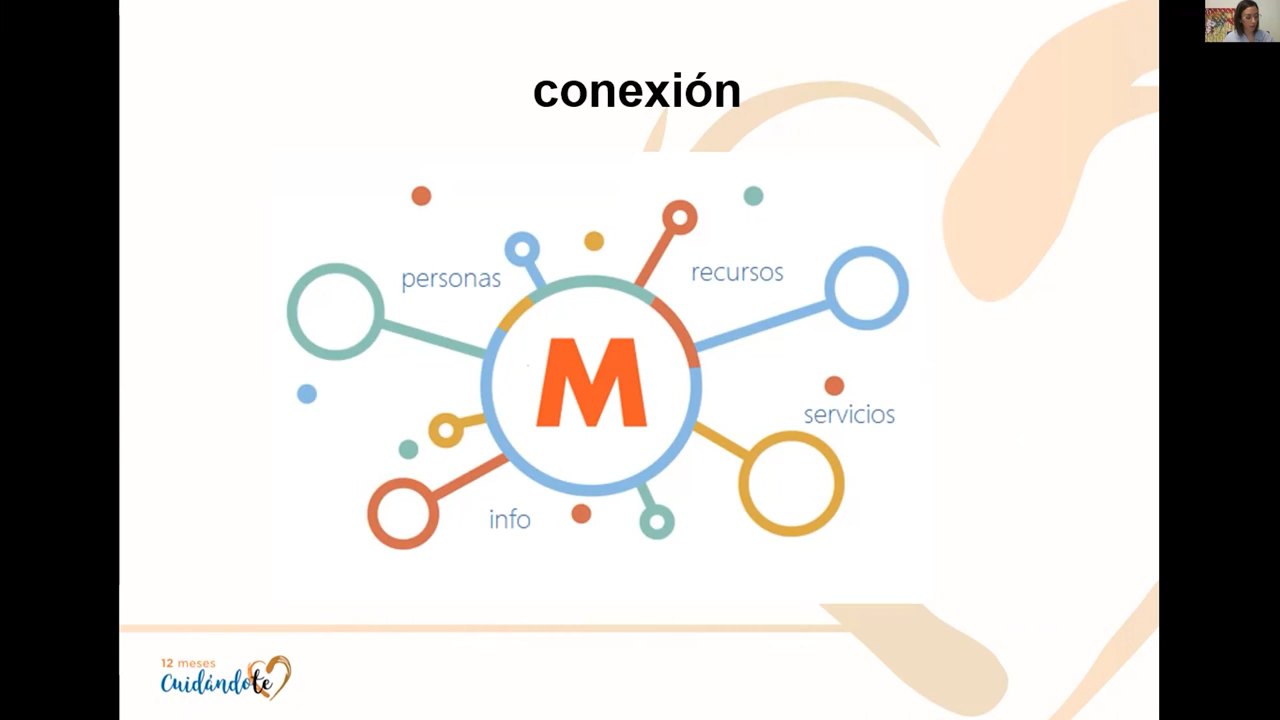 conexión
personas
recursos
M
servicios
info
12 meses
Cuidándote